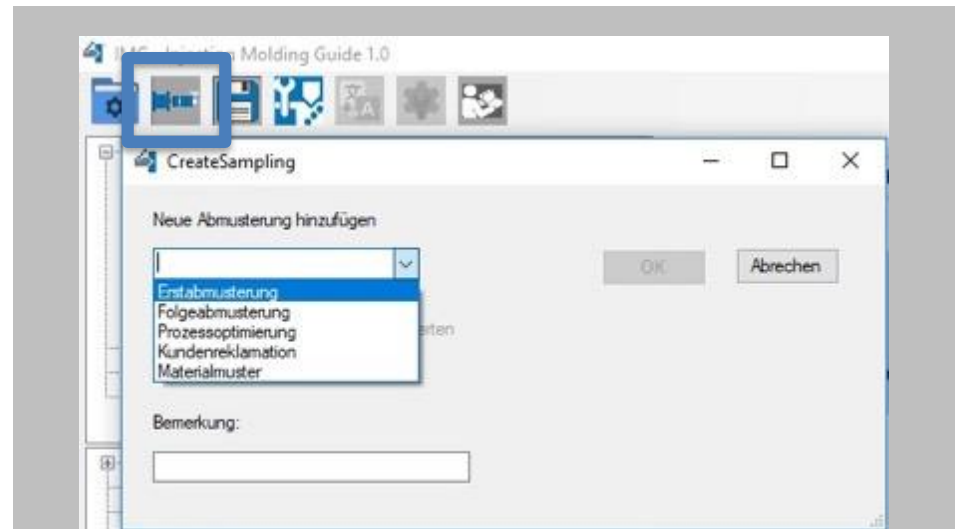 Molding Guide 1.0
CreateSampling
Neue Abmusterung hinzufügen
OK
Abrechen
Erstabmusterung
Folgeabmusterung
Prozessoptimierung
Kundenreklamation
Materialmuster
Bemerkung: